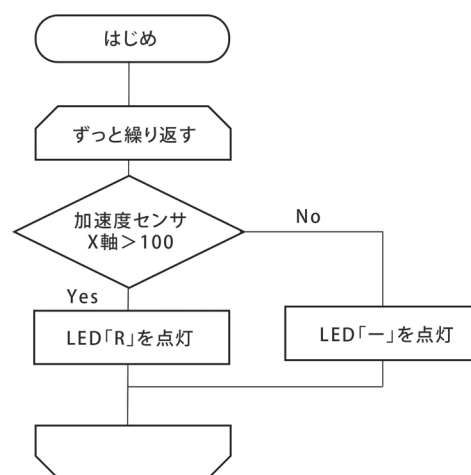 はじめ
ずっと繰り返す
加速度センサ
X軸＞100
No
Yes
LED「R」を点灯
LED「ー」を点灯